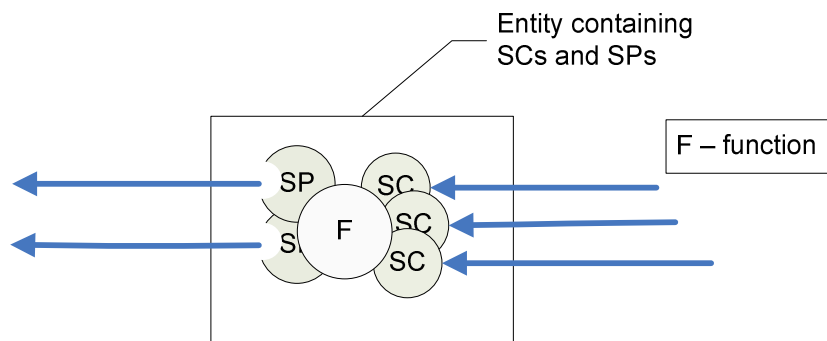 Entity containing
SCs and SPs
F – function
SP
SC
SC
F
SC